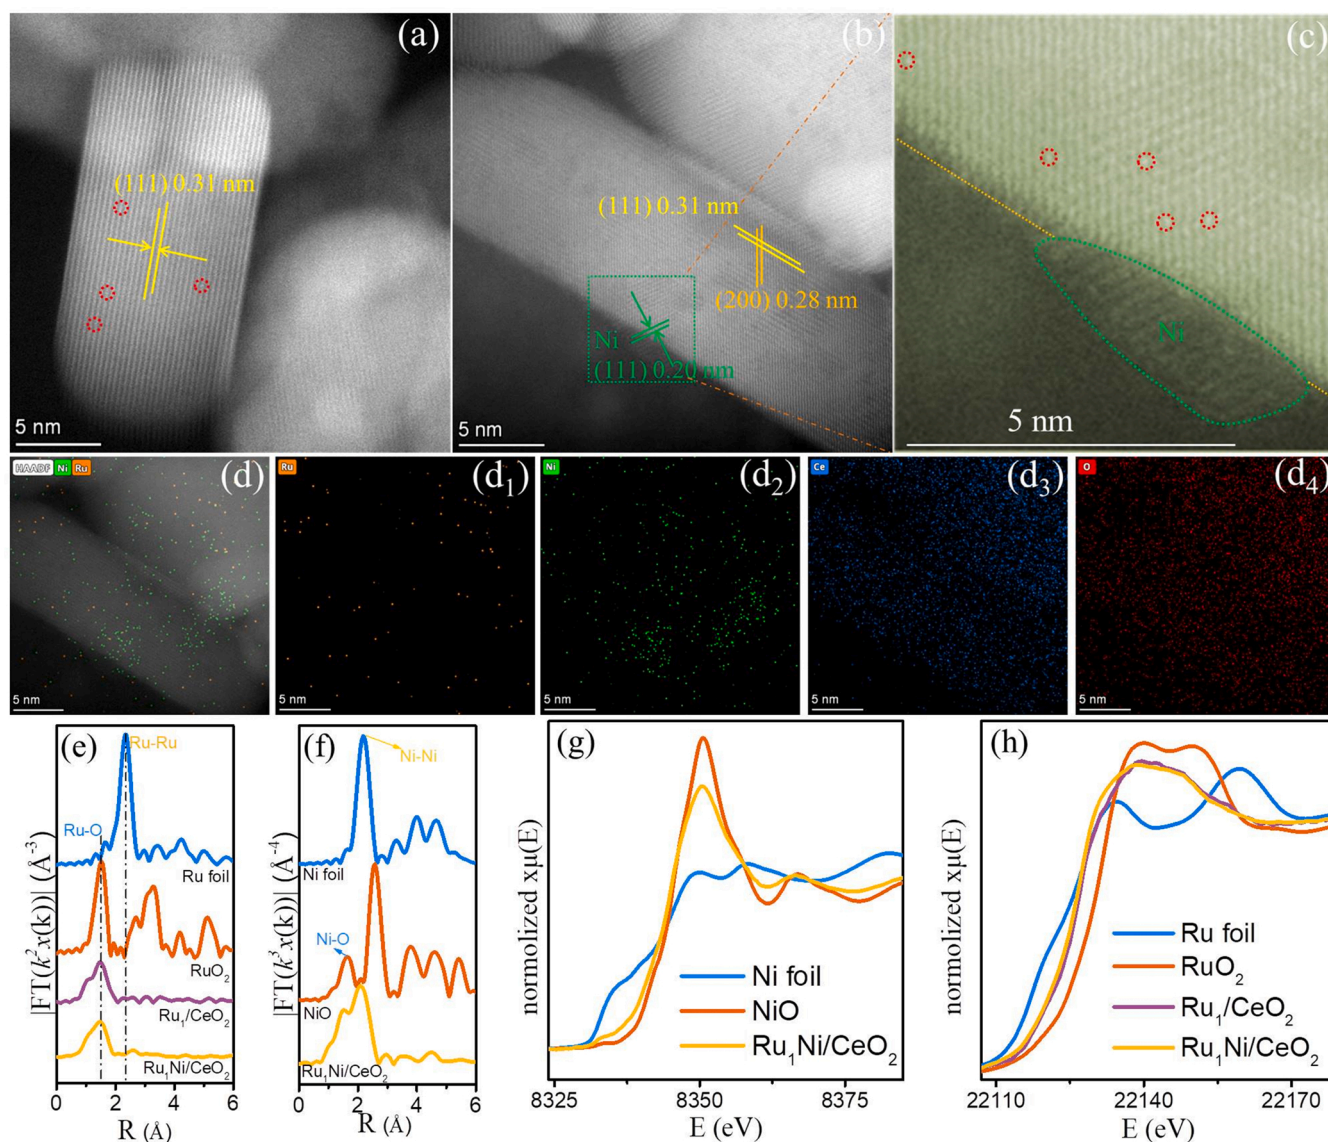 (a)
(111) 0.31 nm
5 nm
(b)
(111) 0.31 nm
(200) 0.28 nm
Ni
(111) 0.20 nm
5 nm
(c)
Ni
5 nm
HAADF Ni Ru
(d)
5 nm
Ru
(d1)
5 nm
Ni
(d2)
5 nm
Ce
(d3)
5 nm
O
(d4)
5 nm
(e)
|FT(k²x(k))| (Å⁻³)
Ru-Ru
Ru-O
Ru foil
RuO₂
Ru₁/CeO₂
Ru₁Ni/CeO₂
0 2 4 6
R (Å)
(f)
|FT(k³x(k))| (Å⁻⁴)
Ni-Ni
Ni foil
Ni-O
NiO
Ru₁Ni/CeO₂
0 2 4 6
R (Å)
(g)
normolized xμ(E)
Ni foil
NiO
Ru₁Ni/CeO₂
8325 8350 8375
E (eV)
(h)
normalized xμ(E)
Ru foil
RuO₂
Ru₁/CeO₂
Ru₁Ni/CeO₂
22110 22140 22170
E (eV)